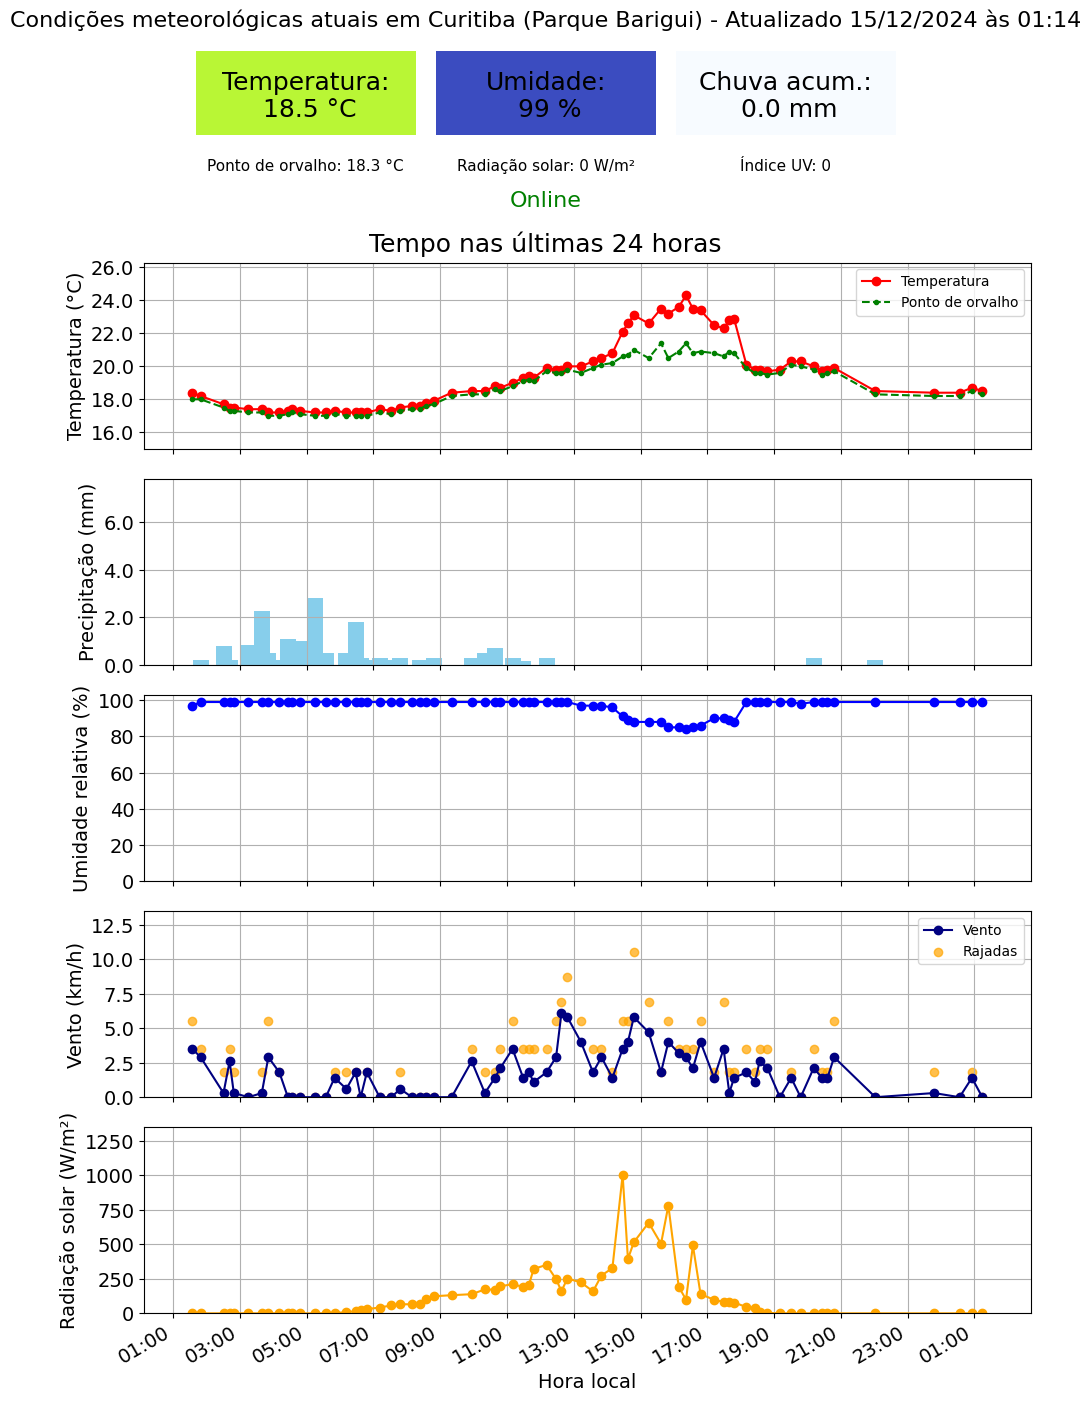 Condições meteorológicas atuais em Curitiba (Parque Barigui) - Atualizado 15/12/2024 às 01:14
Temperatura:
18.5 °C
Umidade:
99 %
Chuva acum.:
0.0 mm
Ponto de orvalho: 18.3 °C
Radiação solar: 0 W/m²
Índice UV: 0
Online
Tempo nas últimas 24 horas
Temperatura (°C)
26.0
24.0
22.0
20.0
18.0
16.0
Temperatura
Ponto de orvalho
Precipitação (mm)
6.0
4.0
2.0
0.0
Umidade relativa (%)
100
80
60
40
20
0
Vento (km/h)
12.5
10.0
7.5
5.0
2.5
0.0
Vento
Rajadas
Radiação solar (W/m²)
1250
1000
750
500
250
0
01:00 03:00 05:00 07:00 09:00 11:00 13:00 15:00 17:00 19:00 21:00 23:00 01:00
Hora local